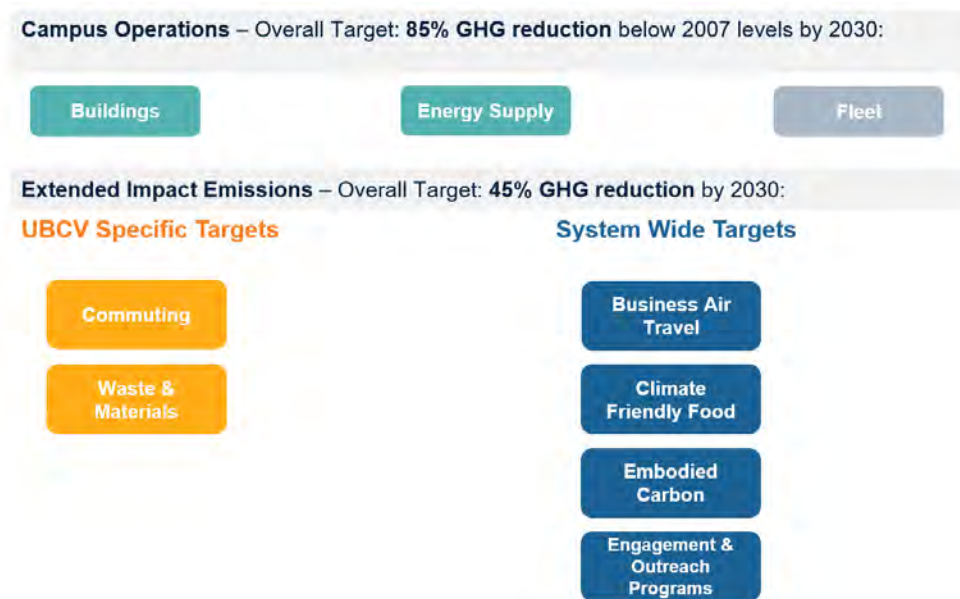 Campus Operations – Overall Target: 85% GHG reduction below 2007 levels by 2030:
Buildings
Energy Supply
Fleet
Extended Impact Emissions – Overall Target: 45% GHG reduction by 2030:
UBCV Specific Targets
System Wide Targets
Commuting
Waste &
Materials
Business Air
Travel
Climate
Friendly Food
Embodied
Carbon
Engagement &
Outreach
Programs